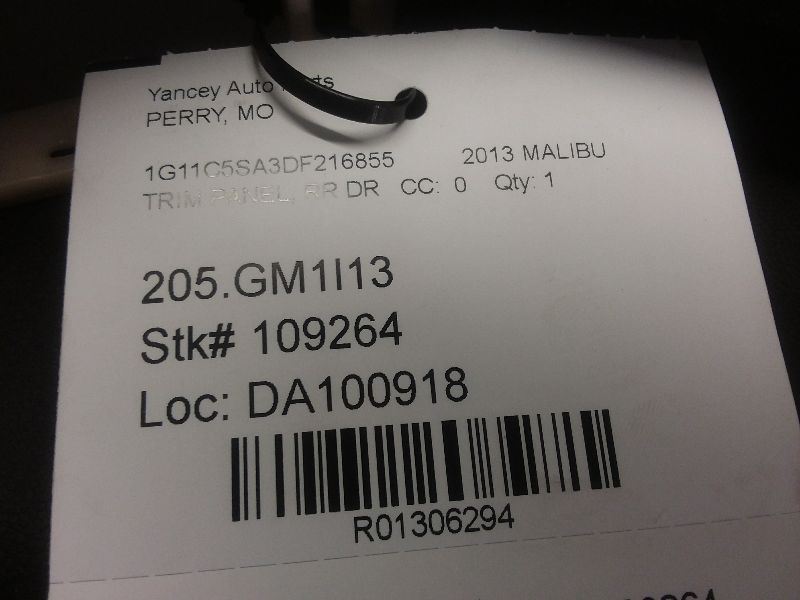 Yancey Auto Parts
PERRY, MO
1G11C5SA3DF216855 2013 MALIBU
TRIM PANEL, RR DR CC: 0 Qty: 1
205.GM1I13
Stk# 109264
Loc: DA100918
R01306294